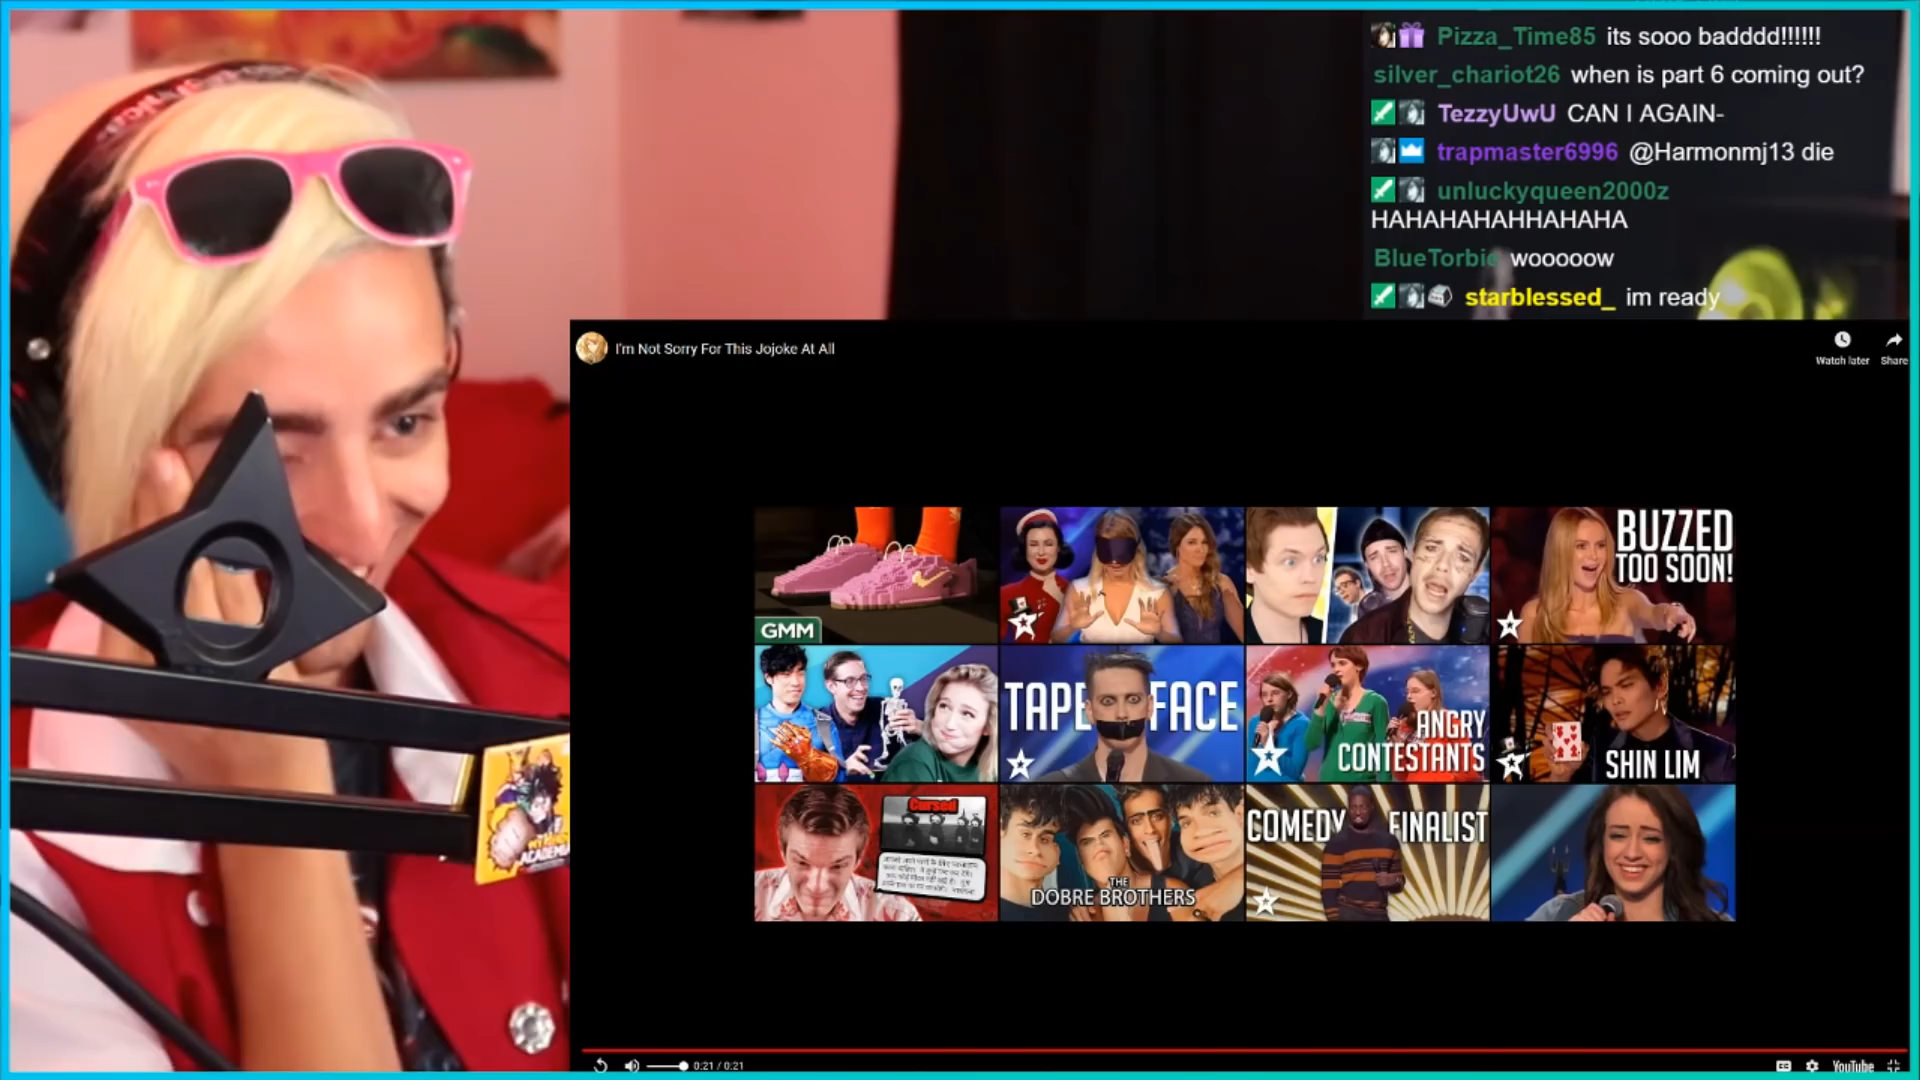 Pizza_Time85 its sooo badddd!!!!!!
silver_chariot26 when is part 6 coming out?
TezzyUwU CAN I AGAIN-
trapmaster6996 @Harmonmj13 die
unluckyqueen2000z
HAHAHAHAHHAHAHA
BlueTorbie wooooow
starblessed_ im ready
I'm Not Sorry For This Jojoke At All
Watch later
Share
BUZZED
TOO SOON!
GMM
TAPE FACE
ANGRY
CONTESTANTS
SHIN LIM
Cursed
THE
DOBRE BROTHERS
COMEDY FINALIST
ACADEMIA
0:21 / 0:21
YouTube